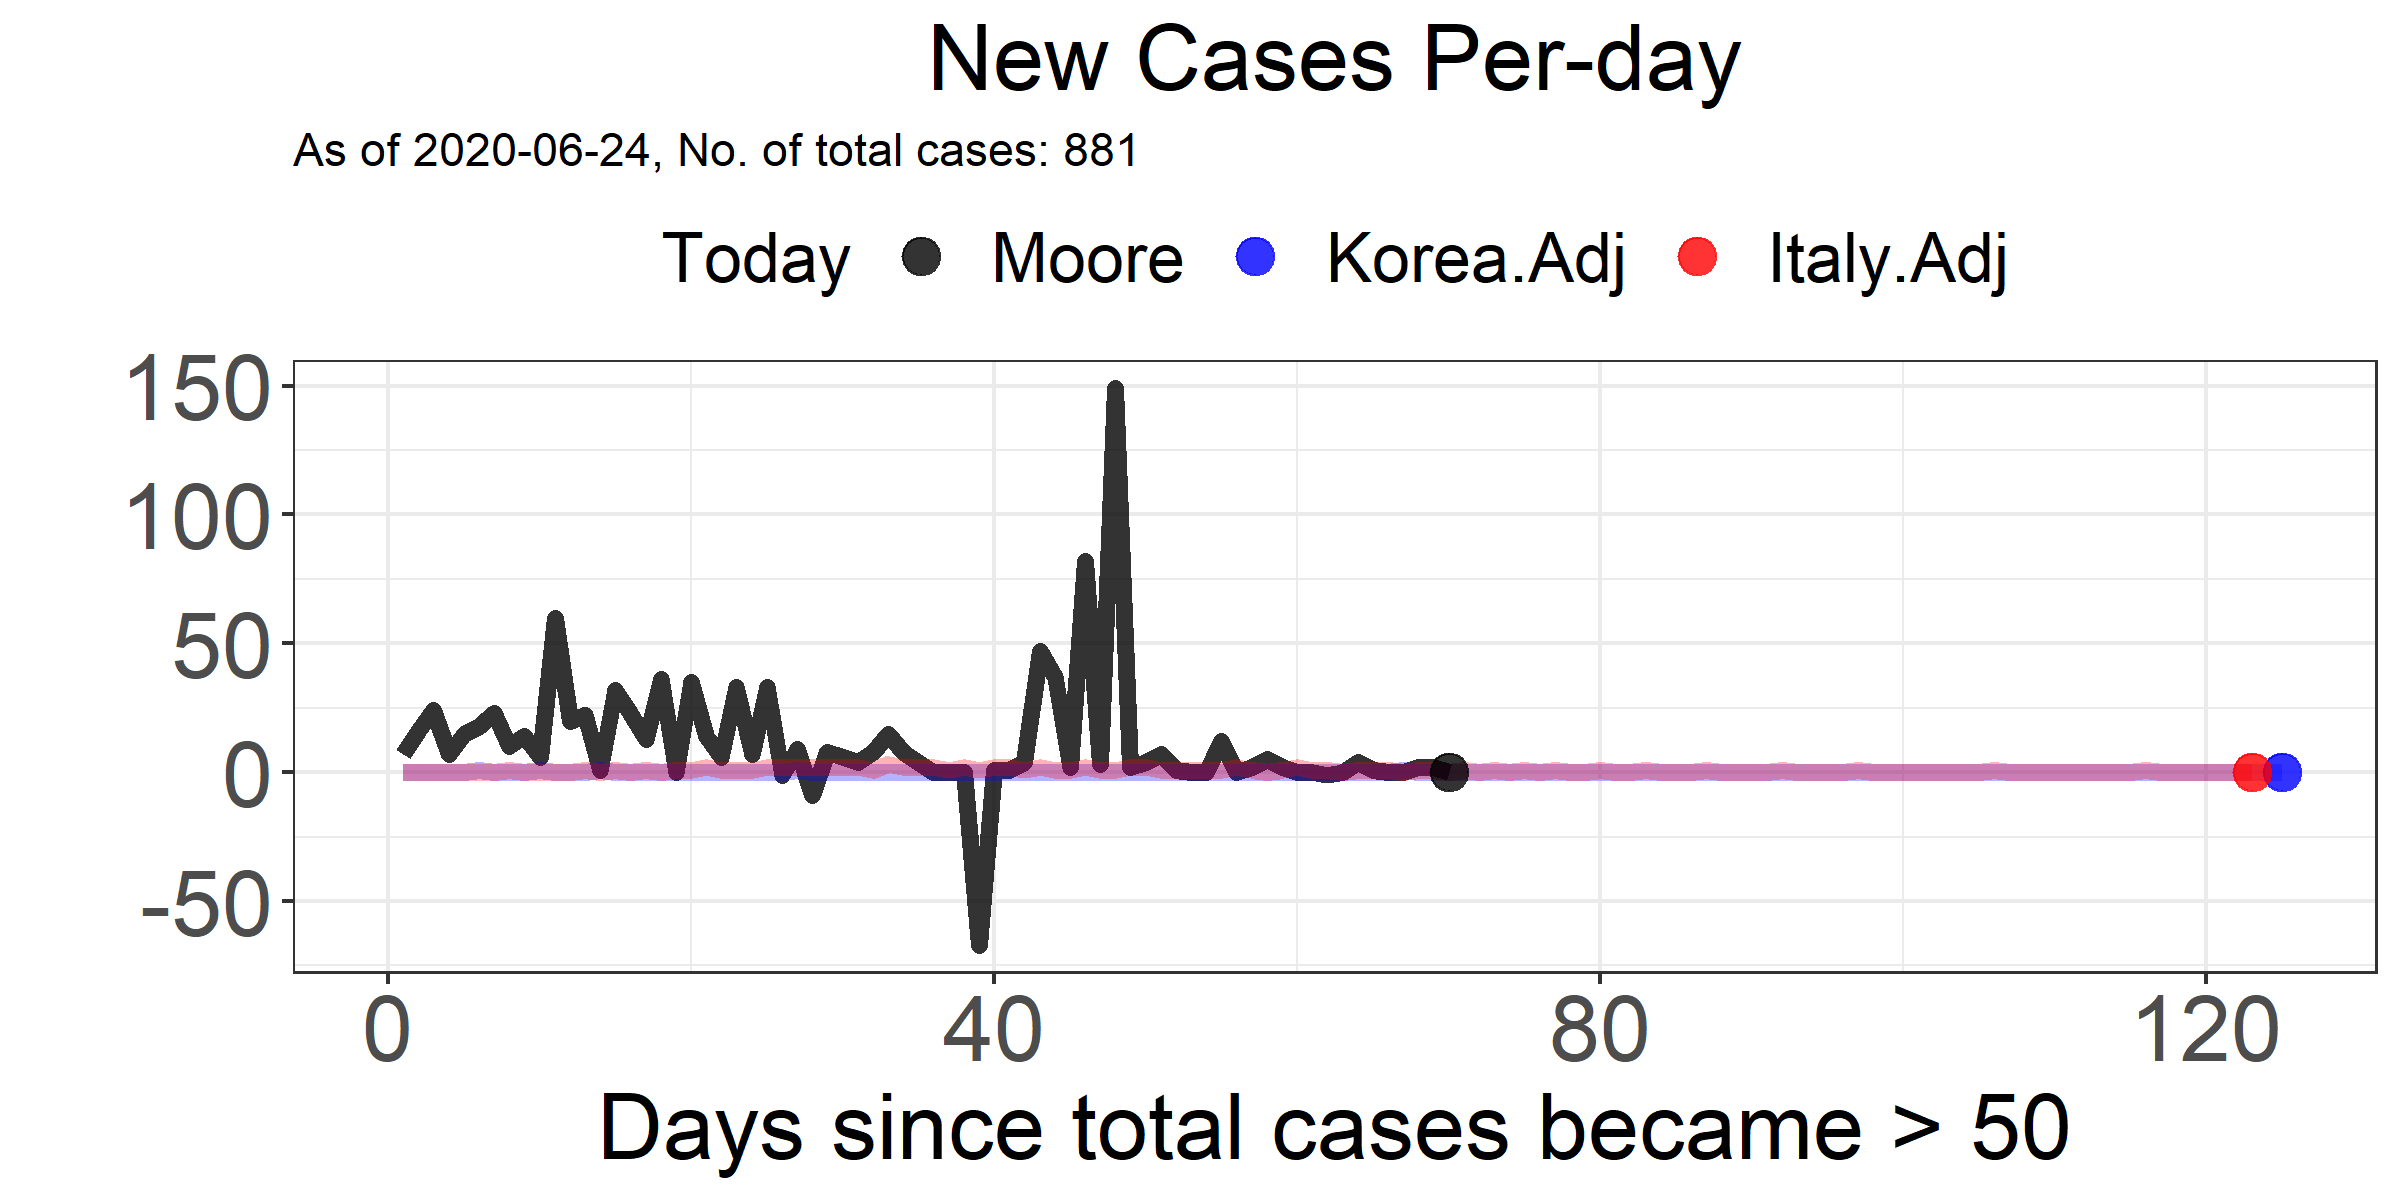 New Cases Per-day
As of 2020-06-24, No. of total cases: 881
Today Moore Korea.Adj Italy.Adj
150
100
50
0
-50
0 40 80 120
Days since total cases became > 50